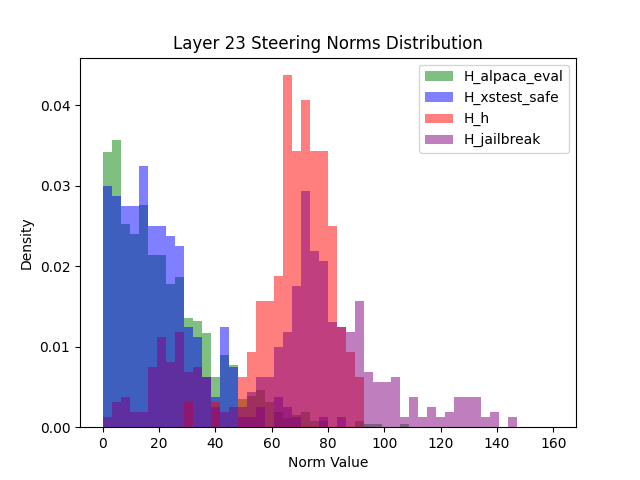 Layer 23 Steering Norms Distribution
H_alpaca_eval
H_xstest_safe
H_h
H_jailbreak
Density
0.04
0.03
0.02
0.01
0.00
0 20 40 60 80 100 120 140 160
Norm Value